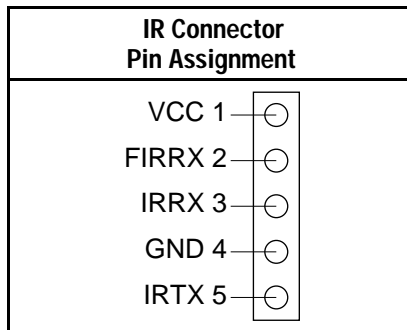 IR Connector
Pin Assignment
VCC 1
FIRRX 2
IRRX 3
GND 4
IRTX 5